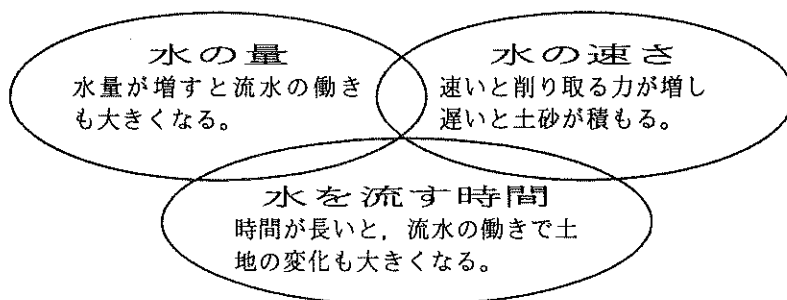 水の量
水量が増すと流水の働き
も大きくなる。
水の速さ
速いと削り取る力が増し
遅いと土砂が積もる。
水を流す時間
時間が長いと，流水の働きで土
地の変化も大きくなる。